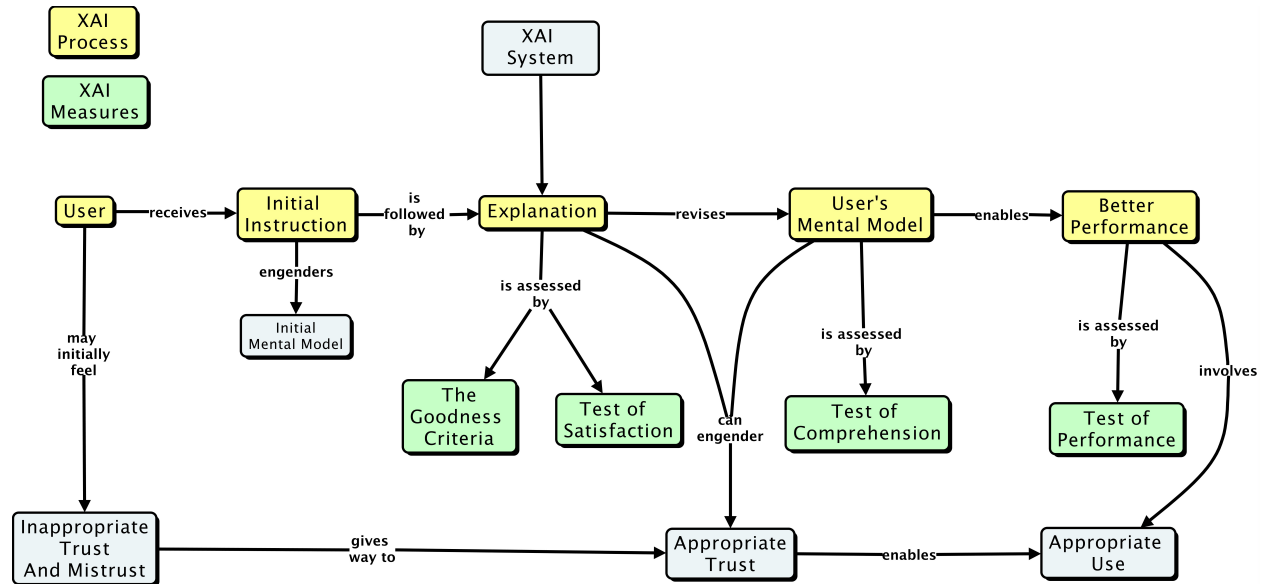 XAI
Process
XAI
Measures
XAI
System
User
receives
Initial
Instruction
is
followed
by
Explanation
revises
User's
Mental Model
enables
Better
Performance
engenders
Initial
Mental Model
is assessed
by
may
initially
feel
is assessed
by
is assessed
by
involves
The
Goodness
Criteria
Test of
Satisfaction
can
engender
Test of
Comprehension
Test of
Performance
Inappropriate
Trust
And Mistrust
gives
way to
Appropriate
Trust
enables
Appropriate
Use